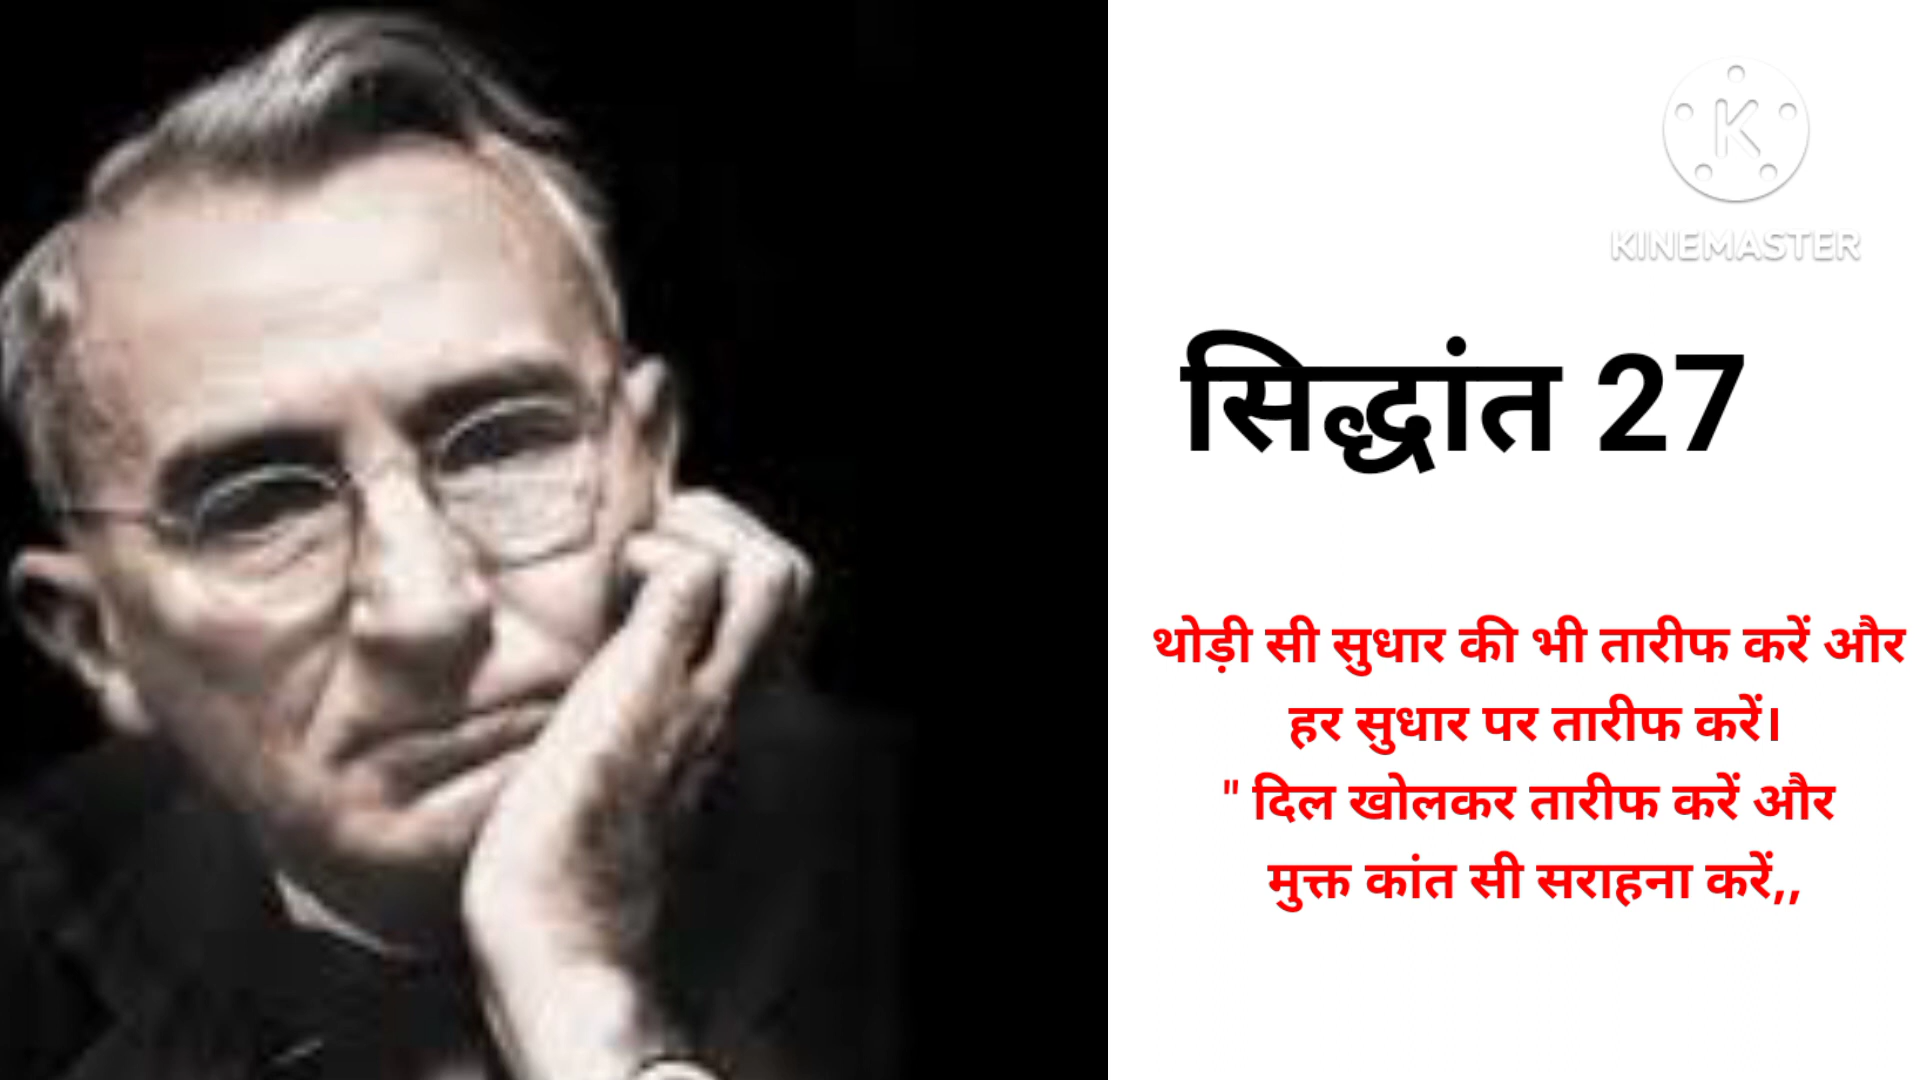 K
KINEMASTER
सिद्धांत 27
थोड़ी सी सुधार की भी तारीफ करें और
हर सुधार पर तारीफ करें।
" दिल खोलकर तारीफ करें और
मुक्त कांत सी सराहना करें,,